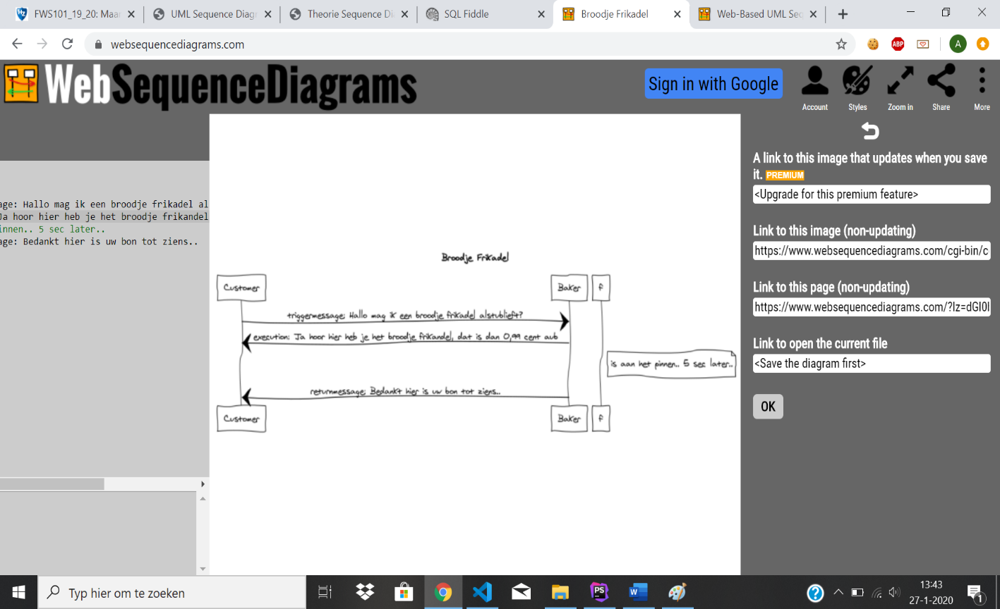 FWS101_19_20: Maa
UML Sequence Diag
Theorie Sequence Di
SQL Fiddle
Broodje Frikadel
Web-Based UML Seq
websequencediagrams.com
ABP
A
WebSequenceDiagrams
Sign in with Google
Account
Styles
Zoom in
Share
More
age: Hallo mag ik een broodje frikadel al
Ja hoor hier heb je het broodje frikandel
innen.. 5 sec later..
age: Bedankt hier is uw bon tot ziens..
Broodje Frikadel
Customer
Baker
f
triggermessage: Hallo mag ik een broodje frikadel alstublieft?
execution: Ja hoor hier heb je het broodje frikandel, dat is dan 0,99 cent aub
is aan het pinnen.. 5 sec later..
returnmessage: Bedankt hier is uw bon tot ziens..
Customer
Baker
f
A link to this image that updates when you save
it. PREMIUM
<Upgrade for this premium feature>
Link to this image (non-updating)
https://www.websequencediagrams.com/cgi-bin/c
Link to this page (non-updating)
https://www.websequencediagrams.com/?lz=dGl0l
Link to open the current file
<Save the diagram first>
OK
Typ hier om te zoeken
PS
W
?
13:43
27-1-2020
1